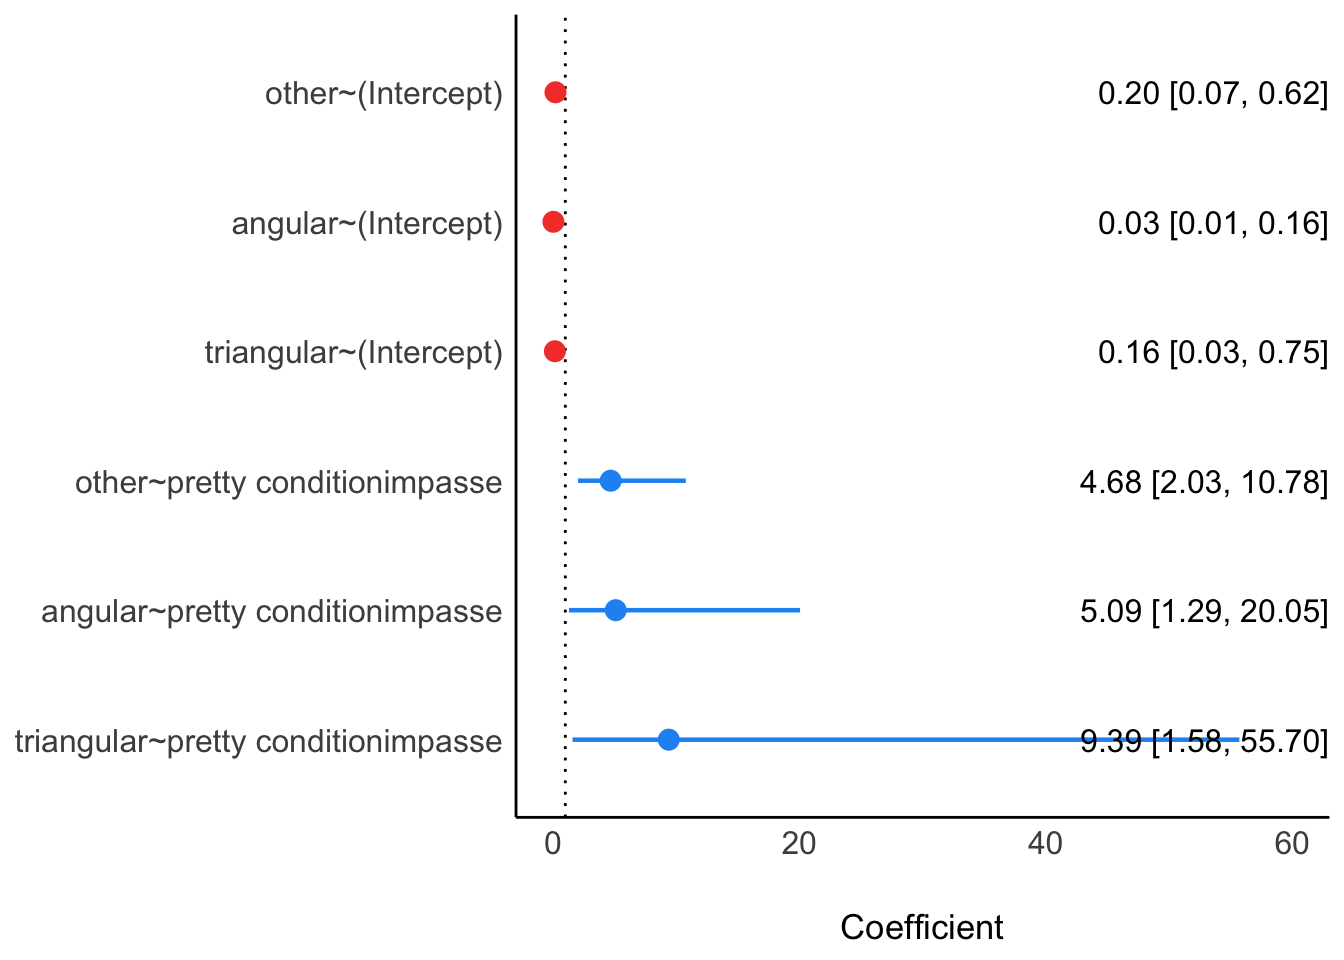 other~(Intercept) 0.20 [0.07, 0.62]
angular~(Intercept) 0.03 [0.01, 0.16]
triangular~(Intercept) 0.16 [0.03, 0.75]
other~pretty conditionimpasse 4.68 [2.03, 10.78]
angular~pretty conditionimpasse 5.09 [1.29, 20.05]
triangular~pretty conditionimpasse 9.39 [1.58, 55.70]
0 20 40 60
Coefficient